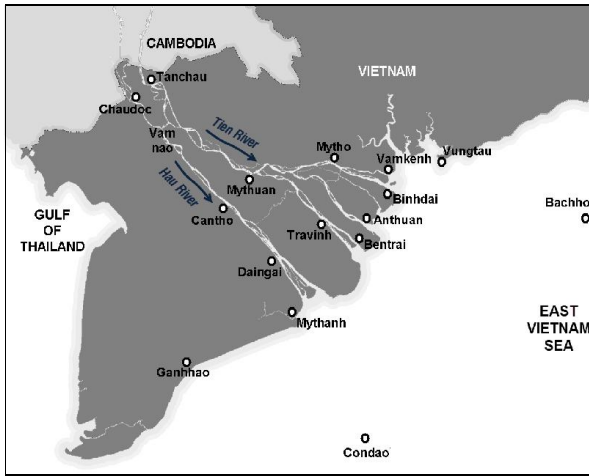 CAMBODIA
Tanchau
VIETNAM
Chaudoc
Tien River
Vam
nao
Mytho
Vamkenh
Vungtau
Hau River
Mythuan
Binhdai
Bachho
GULF
OF
THAILAND
Cantho
Anthuan
Travinh
Bentrai
Daingai
EAST
VIETNAM
SEA
Mythanh
Ganhhao
Condao